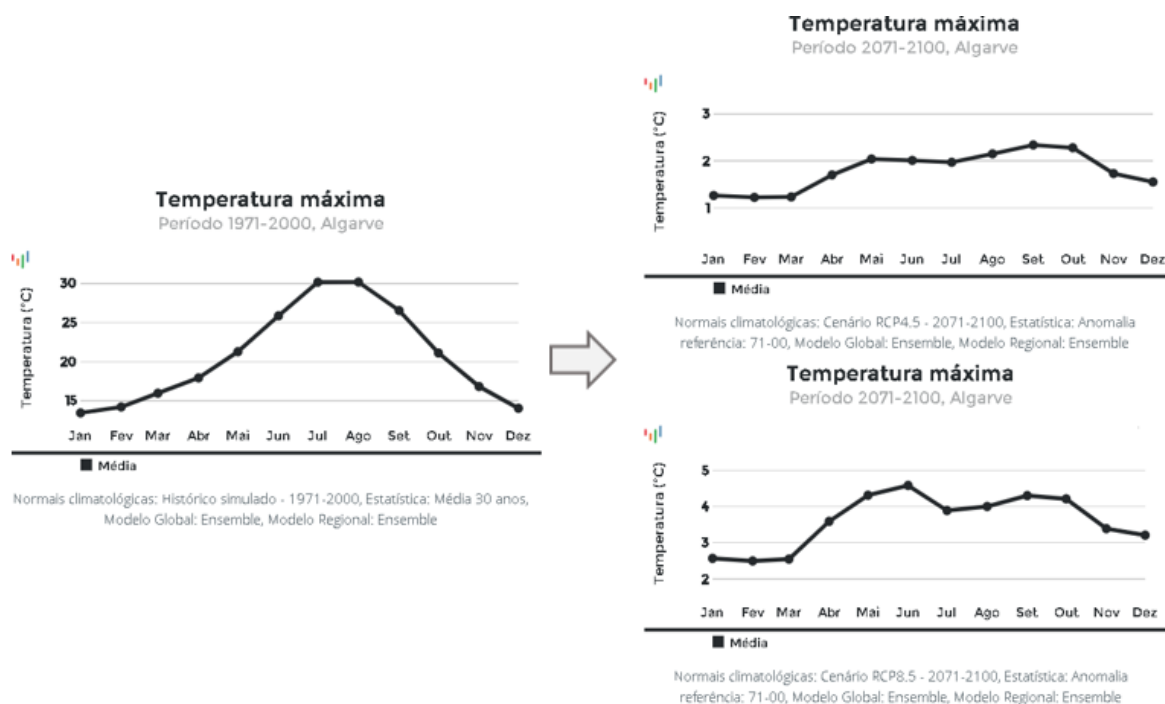 Temperatura máxima
Período 1971-2000, Algarve
Temperatura (°C)
30
25
20
15
Jan Fev Mar Abr Mai Jun Jul Ago Set Out Nov Dez
Média
Normais climatológicas: Histórico simulado - 1971-2000, Estatística: Média 30 anos,
Modelo Global: Ensemble, Modelo Regional: Ensemble
Temperatura máxima
Período 2071-2100, Algarve
Temperatura (°C)
3
2
1
Jan Fev Mar Abr Mai Jun Jul Ago Set Out Nov Dez
Média
Normais climatológicas: Cenário RCP4.5 - 2071-2100, Estatística: Anomalia
referência: 71-00, Modelo Global: Ensemble, Modelo Regional: Ensemble
Temperatura máxima
Período 2071-2100, Algarve
Temperatura (°C)
5
4
3
2
Jan Fev Mar Abr Mai Jun Jul Ago Set Out Nov Dez
Média
Normais climatológicas: Cenário RCP8.5 - 2071-2100, Estatística: Anomalia
referência: 71-00, Modelo Global: Ensemble, Modelo Regional: Ensemble